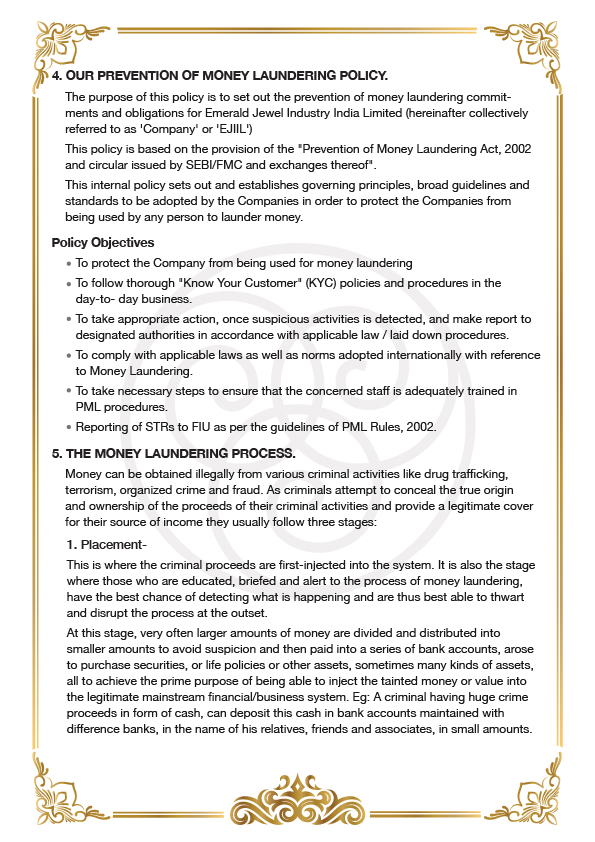 4. OUR PREVENTION OF MONEY LAUNDERING POLICY.
The purpose of this policy is to set out the prevention of money laundering commit-
ments and obligations for Emerald Jewel Industry India Limited (hereinafter collectively
referred to as 'Company' or 'EJIIL')
This policy is based on the provision of the "Prevention of Money Laundering Act, 2002
and circular issued by SEBI/FMC and exchanges thereof".
This internal policy sets out and establishes governing principles, broad guidelines and
standards to be adopted by the Companies in order to protect the Companies from
being used by any person to launder money.
Policy Objectives
• To protect the Company from being used for money laundering
• To follow thorough "Know Your Customer" (KYC) policies and procedures in the
day-to- day business.
• To take appropriate action, once suspicious activities is detected, and make report to
designated authorities in accordance with applicable law / laid down procedures.
• To comply with applicable laws as well as norms adopted internationally with reference
to Money Laundering.
• To take necessary steps to ensure that the concerned staff is adequately trained in
PML procedures.
• Reporting of STRs to FIU as per the guidelines of PML Rules, 2002.
5. THE MONEY LAUNDERING PROCESS.
Money can be obtained illegally from various criminal activities like drug trafficking,
terrorism, organized crime and fraud. As criminals attempt to conceal the true origin
and ownership of the proceeds of their criminal activities and provide a legitimate cover
for their source of income they usually follow three stages:
1. Placement-
This is where the criminal proceeds are first-injected into the system. It is also the stage
where those who are educated, briefed and alert to the process of money laundering,
have the best chance of detecting what is happening and are thus best able to thwart
and disrupt the process at the outset.
At this stage, very often larger amounts of money are divided and distributed into
smaller amounts to avoid suspicion and then paid into a series of bank accounts, arose
to purchase securities, or life policies or other assets, sometimes many kinds of assets,
all to achieve the prime purpose of being able to inject the tainted money or value into
the legitimate mainstream financial/business system. Eg: A criminal having huge crime
proceeds in form of cash, can deposit this cash in bank accounts maintained with
difference banks, in the name of his relatives, friends and associates, in small amounts.